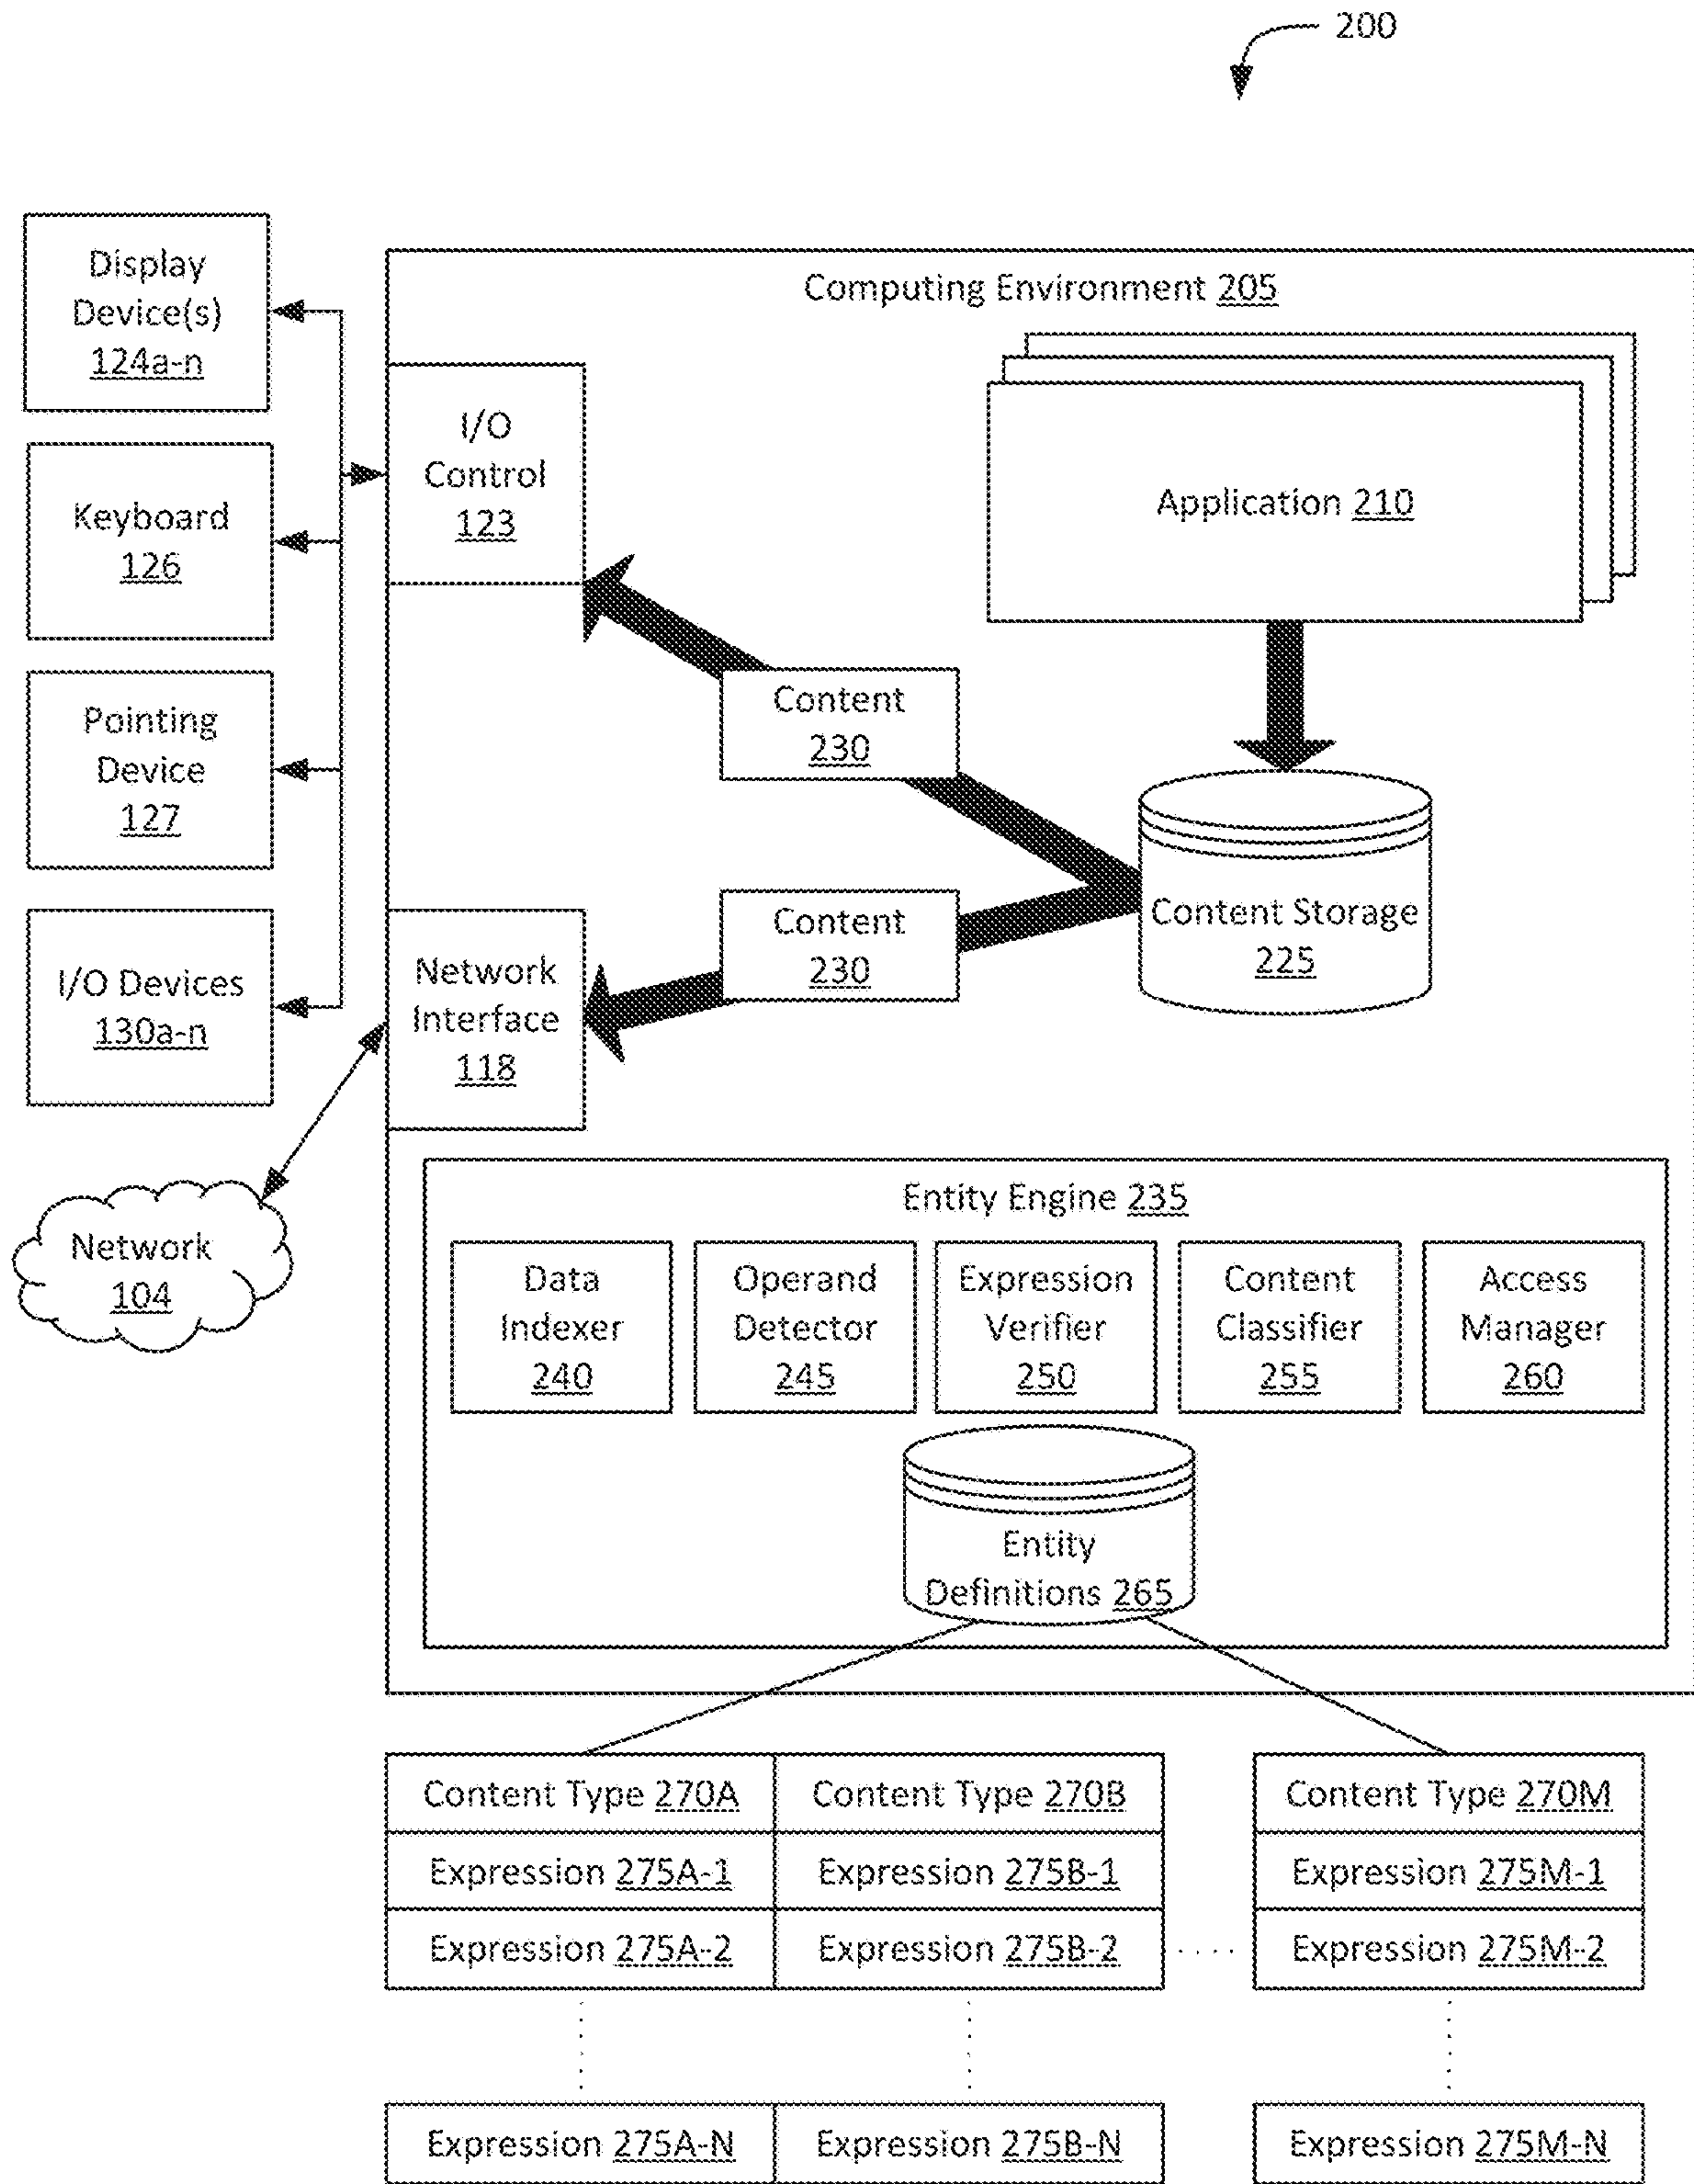 200
Display
Device(s)
124a-n
Keyboard
126
Pointing
Device
127
I/O Devices
130a-n
Network
104
Computing Environment 205
I/O
Control
123
Application 210
Content
230
Content
230
Content Storage
225
Network
Interface
118
Entity Engine 235
Data
Indexer
240
Operand
Detector
245
Expression
Verifier
250
Content
Classifier
255
Access
Manager
260
Entity
Definitions 265
Content Type 270A
Content Type 270B
Content Type 270M
Expression 275A-1
Expression 275B-1
Expression 275M-1
Expression 275A-2
Expression 275B-2
Expression 275M-2
Expression 275A-N
Expression 275B-N
Expression 275M-N